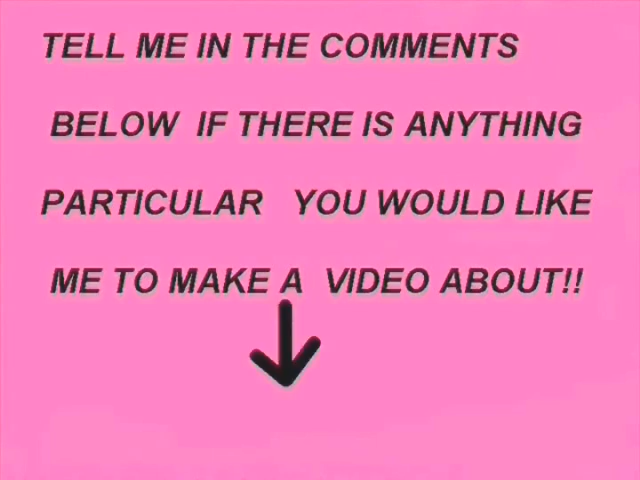 TELL ME IN THE COMMENTS
BELOW IF THERE IS ANYTHING
PARTICULAR YOU WOULD LIKE
ME TO MAKE A VIDEO ABOUT!!